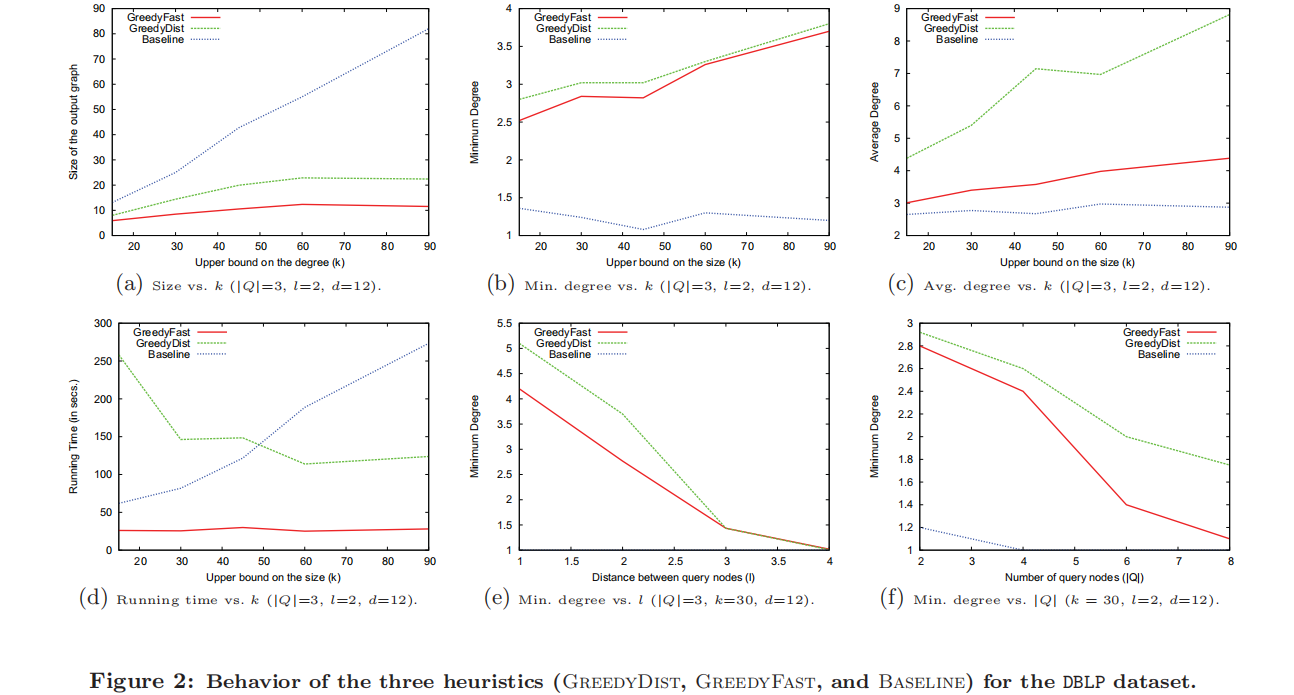 GreedyFast
GreedyDist
Baseline
90
80
70
60
50
40
30
20
10
0
Size of the output graph
20 30 40 50 60 70 80 90
Upper bound on the degree (k)
(a) Size vs. k (|Q|=3, l=2, d=12).
GreedyFast
GreedyDist
Baseline
4
3.5
3
2.5
2
1.5
1
Minimum Degree
20 30 40 50 60 70 80 90
Upper bound on the size (k)
(b) Min. degree vs. k (|Q|=3, l=2, d=12).
GreedyFast
GreedyDist
Baseline
9
8
7
6
5
4
3
2
Average Degree
20 30 40 50 60 70 80 90
Upper bound on the size (k)
(c) Avg. degree vs. k (|Q|=3, l=2, d=12).
GreedyFast
GreedyDist
Baseline
300
250
200
150
100
50
0
Running Time (in secs.)
20 30 40 50 60 70 80 90
Upper bound on the size (k)
(d) Running time vs. k (|Q|=3, l=2, d=12).
GreedyFast
GreedyDist
Baseline
5.5
5
4.5
4
3.5
3
2.5
2
1.5
1
Minimum Degree
1 1.5 2 2.5 3 3.5 4
Distance between query nodes (l)
(e) Min. degree vs. l (|Q|=3, k=30, d=12).
GreedyFast
GreedyDist
Baseline
3
2.8
2.6
2.4
2.2
2
1.8
1.6
1.4
1.2
1
Minimum Degree
2 3 4 5 6 7 8
Number of query nodes (|Q|)
(f) Min. degree vs. |Q| (k = 30, l=2, d=12).
Figure 2: Behavior of the three heuristics (GreedyDist, GreedyFast, and Baseline) for the DBLP dataset.